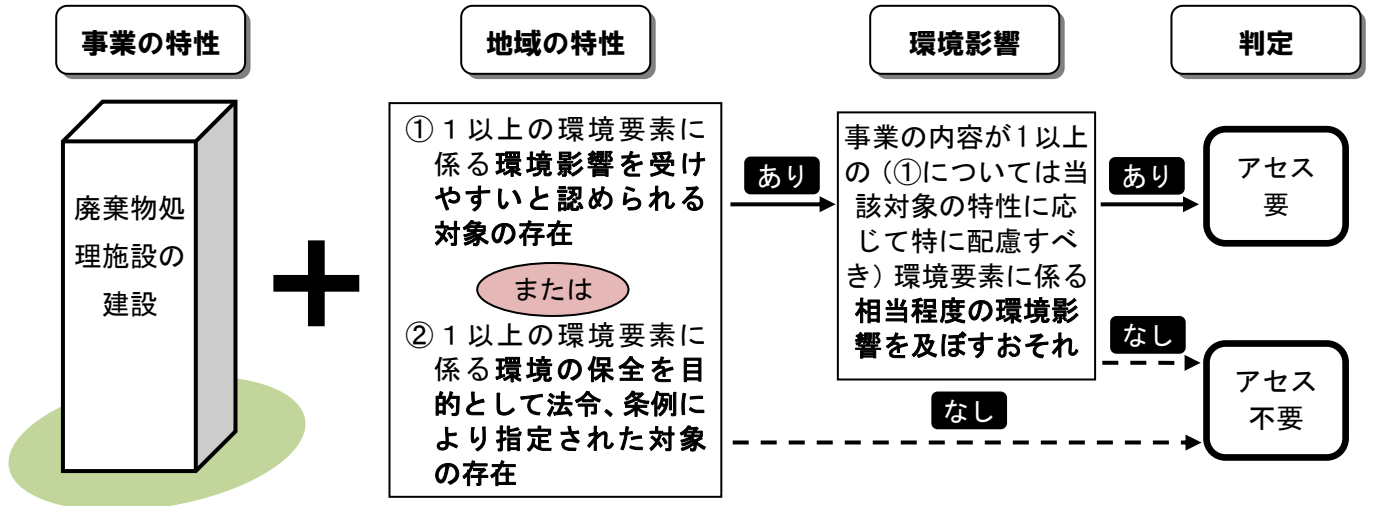 事業の特性
地域の特性
環境影響
判定
廃棄物処
理施設の
建設
①１以上の環境要素に
係る環境影響を受け
やすいと認められる
対象の存在
または
②１以上の環境要素に
係る環境の保全を目
的として法令、条例に
より指定された対象
の存在
あり
事業の内容が１以上
の（①については当
該対象の特性に応
じて特に配慮すべ
き）環境要素に係る
相当程度の環境影
響を及ぼすおそれ
あり
アセス
要
なし
なし
アセス
不要